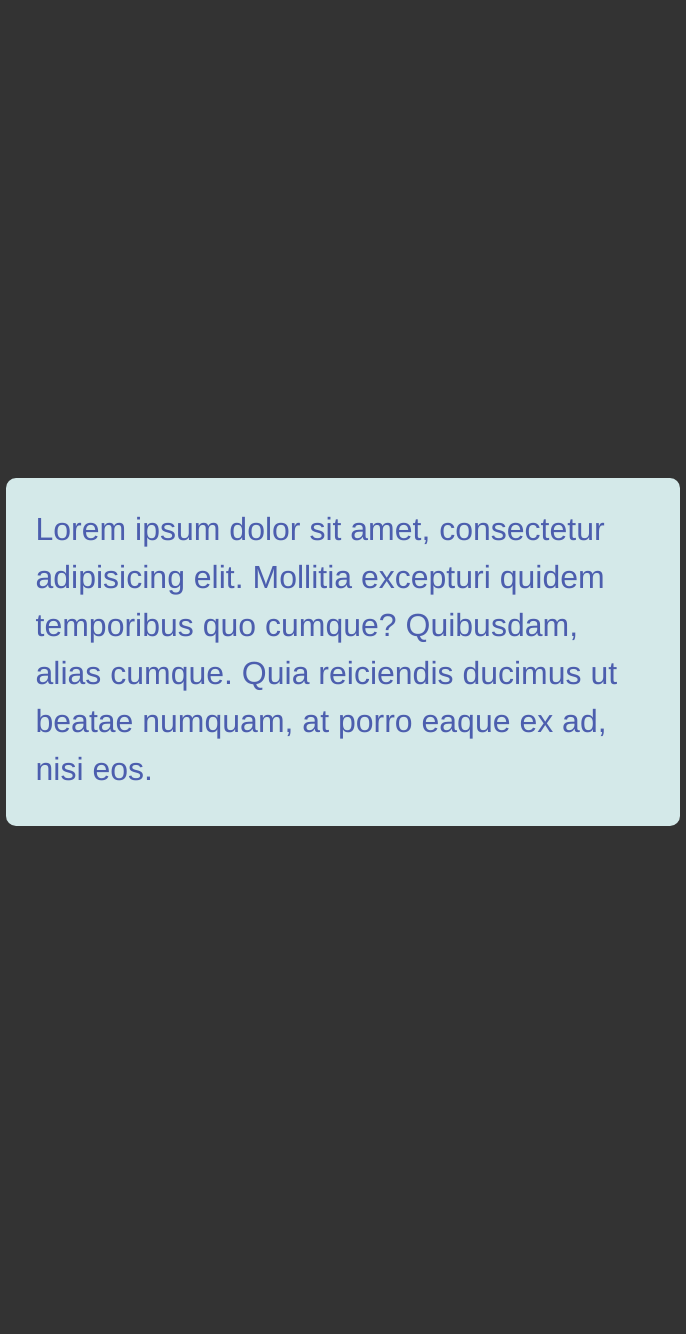 Lorem ipsum dolor sit amet, consectetur
adipisicing elit. Mollitia excepturi quidem
temporibus quo cumque? Quibusdam,
alias cumque. Quia reiciendis ducimus ut
beatae numquam, at porro eaque ex ad,
nisi eos.